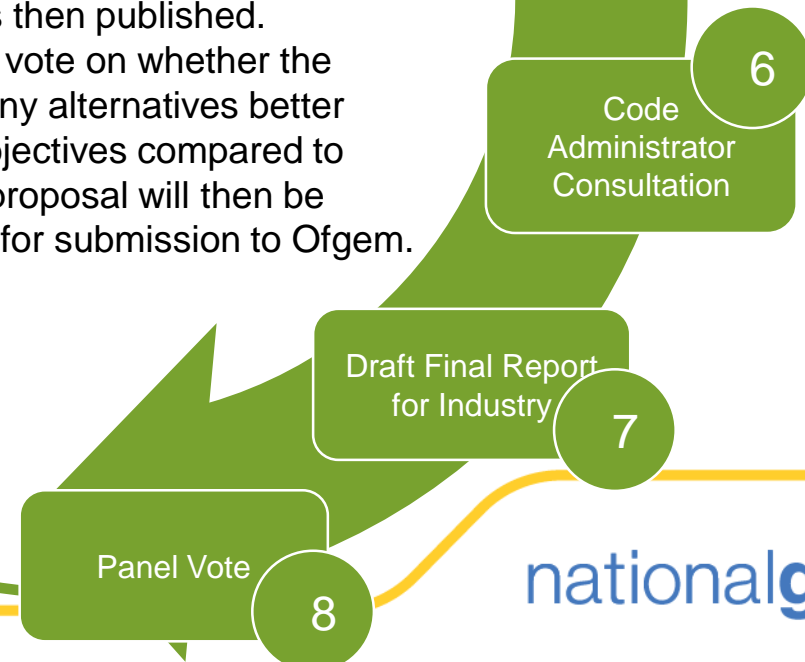 s then published.
vote on whether the
ny alternatives better
jectives compared to
proposal will then be
for submission to Ofgem.
6
Code
Administrator
Consultation
Draft Final Report
for Industry
7
Panel Vote
8
nationalg